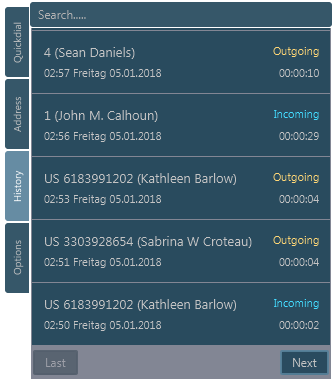 Search.....
Quickdial
Address
History
Options
4 (Sean Daniels) Outgoing
02:57 Freitag 05.01.2018 00:00:10
1 (John M. Calhoun) Incoming
02:56 Freitag 05.01.2018 00:00:29
US 6183991202 (Kathleen Barlow) Outgoing
02:53 Freitag 05.01.2018 00:00:04
US 3303928654 (Sabrina W Croteau) Outgoing
02:51 Freitag 05.01.2018 00:00:04
US 6183991202 (Kathleen Barlow) Incoming
02:50 Freitag 05.01.2018 00:00:02
Last Next